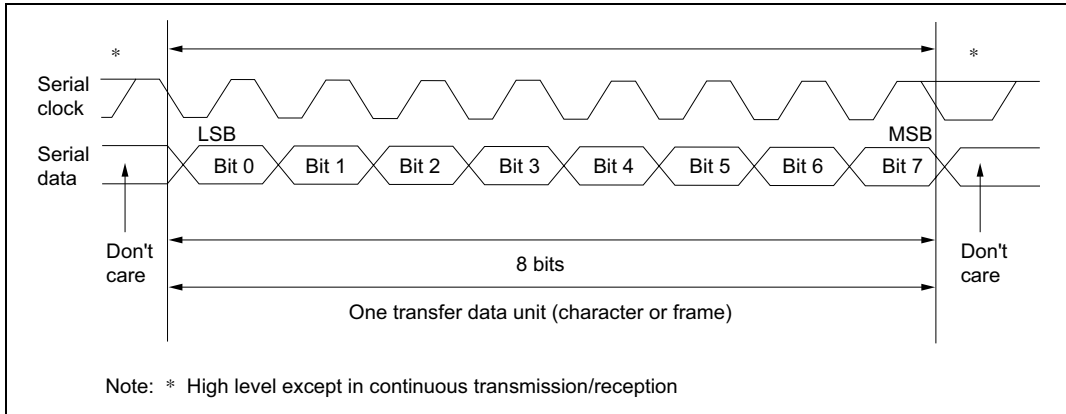 * *
Serial
clock
LSB MSB
Serial
data
Bit 0 Bit 1 Bit 2 Bit 3 Bit 4 Bit 5 Bit 6 Bit 7
Don't
care
8 bits
Don't
care
One transfer data unit (character or frame)
Note: * High level except in continuous transmission/reception